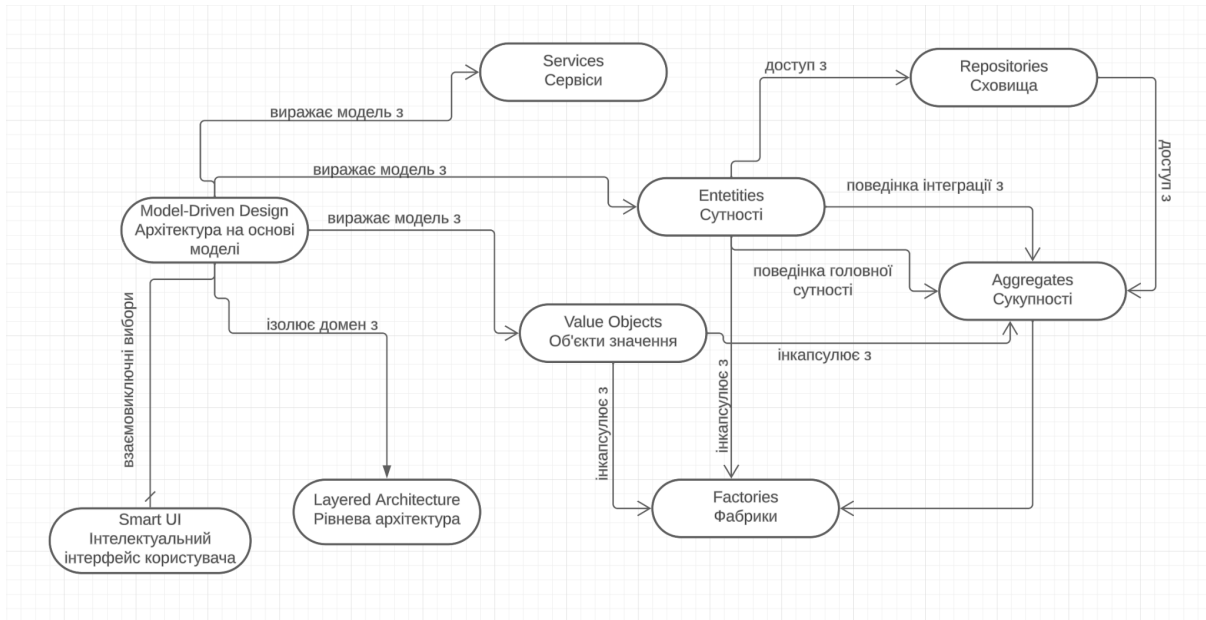 Services
Сервіси
доступ з
Repositories
Сховища
виражає модель з
доступ з
виражає модель з
Entetities
Сутності
поведінка інтеграції з
Model-Driven Design
Архітектура на основі
моделі
виражає модель з
поведінка головної
сутності
Aggregates
Сукупності
ізолює домен з
Value Objects
Об'єкти значення
інкапсулює з
взаємовиключні вибори
інкапсулює з
інкапсулює з
Layered Architecture
Рівнева архітектура
Factories
Фабрики
Smart UI
Інтелектуальний
інтерфейс користувача